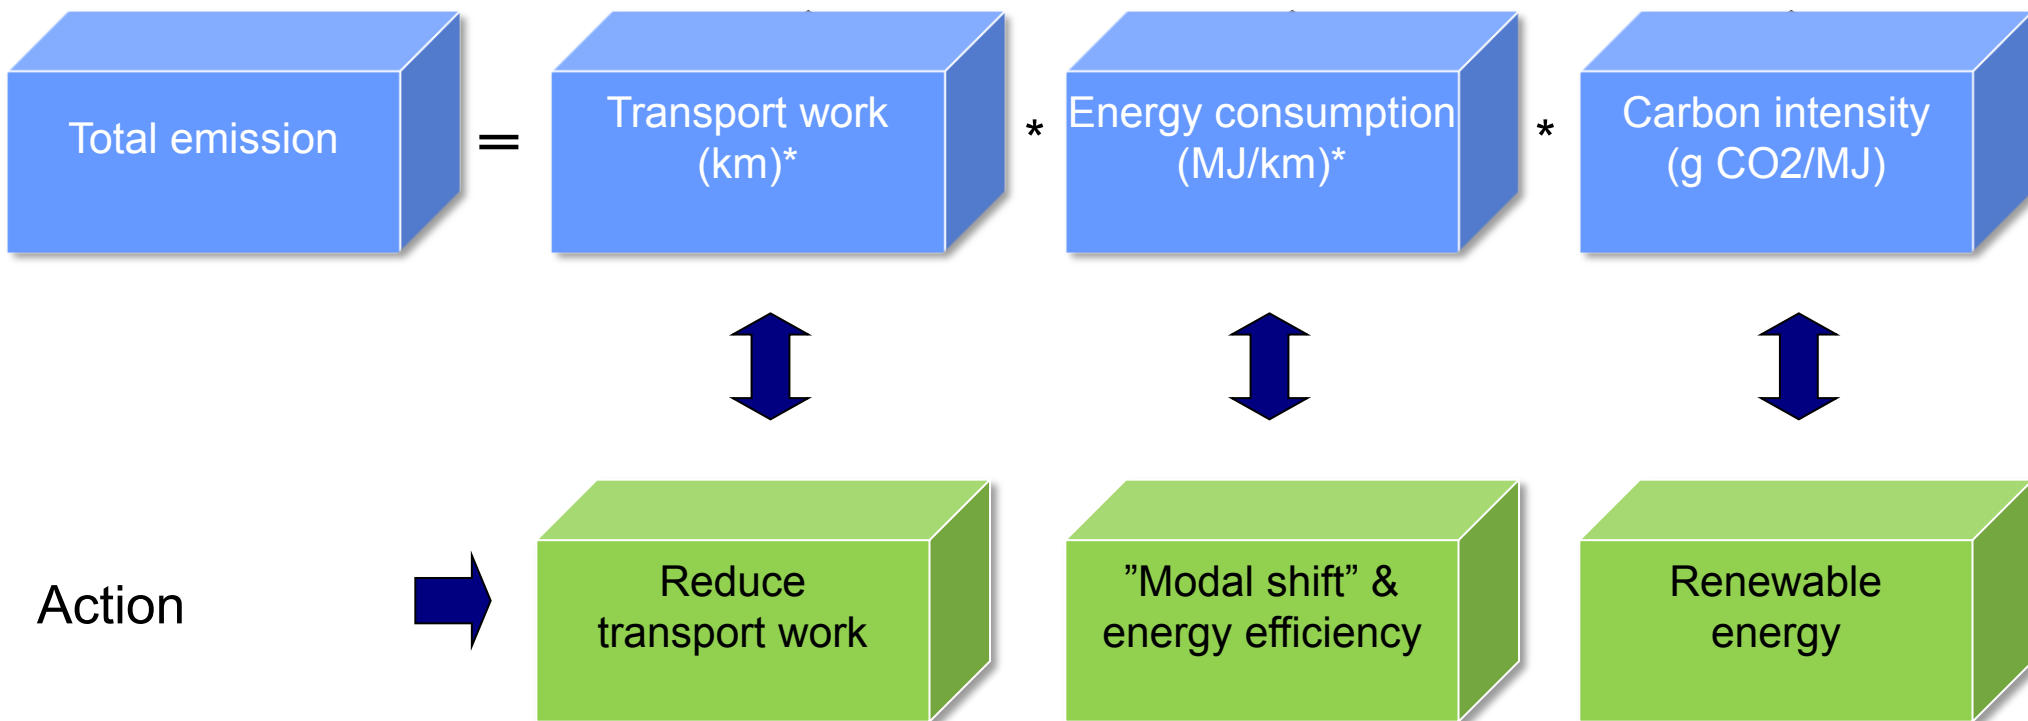 Total emission
=
Transport work
(km)*
*
Energy consumption
(MJ/km)*
*
Carbon intensity
(g CO2/MJ)
Action
Reduce
transport work
”Modal shift” &
energy efficiency
Renewable
energy